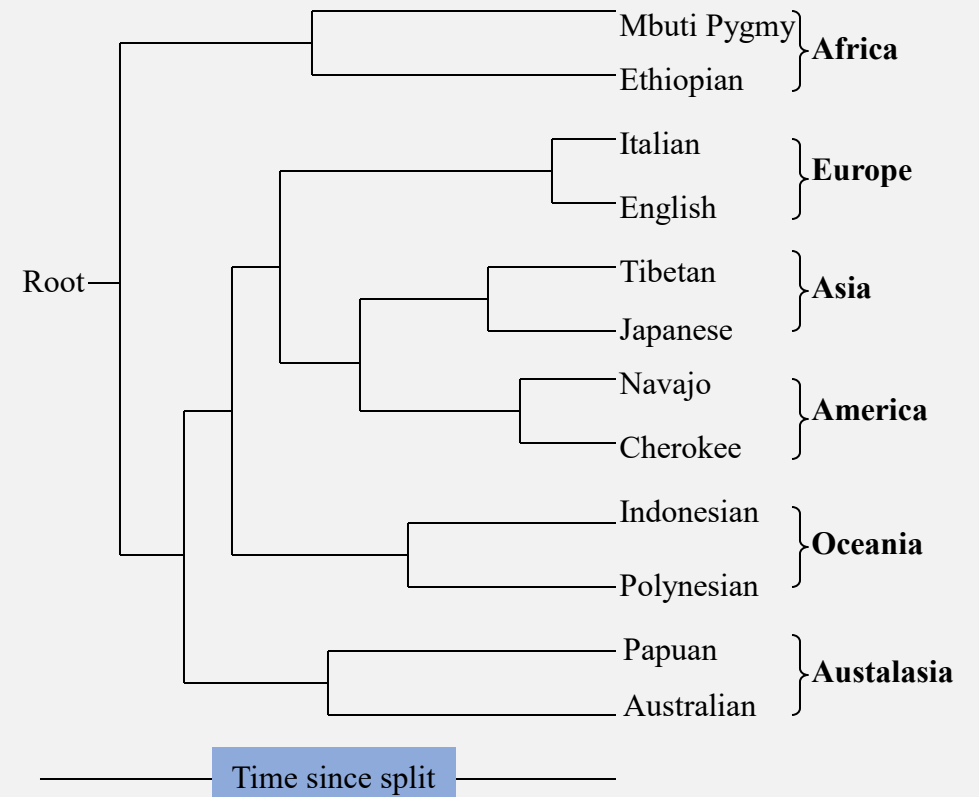 Mbuti Pygmy
Africa
Ethiopian
Italian
Europe
English
Tibetan
Asia
Japanese
Root
Navajo
America
Cherokee
Indonesian
Oceania
Polynesian
Papuan
Austalasia
Australian
Time since split